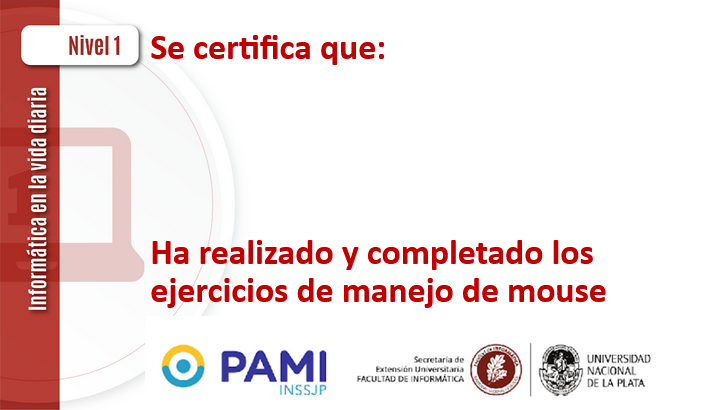 Nivel 1
Se certifica que:
Informática en la vida diaria
Ha realizado y completado los
ejercicios de manejo de mouse
PAMI
INSSJP
Secretaría de
Extensión Universitaria
FACULTAD DE INFORMÁTICA
UNIVERSIDAD
NACIONAL
DE LA PLATA